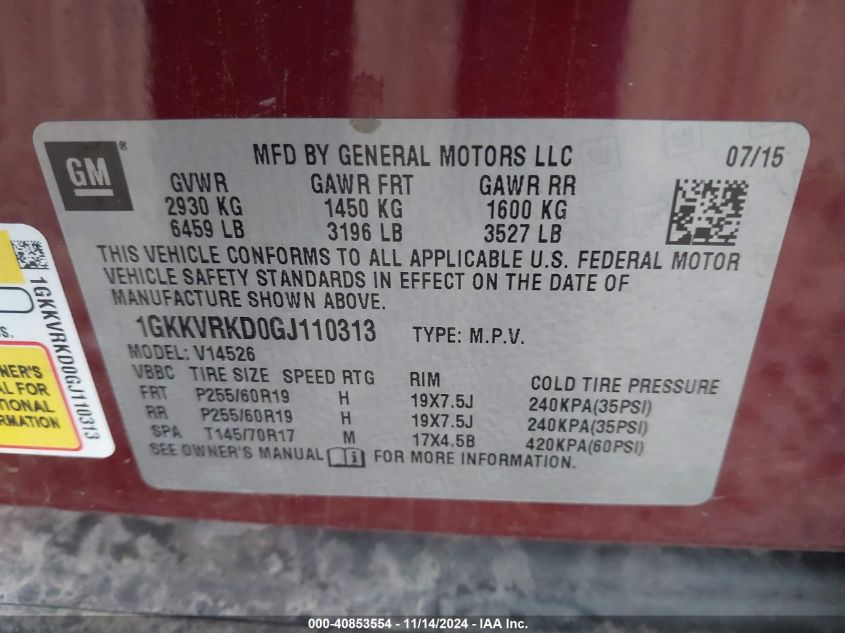 GM®
MFD BY GENERAL MOTORS LLC 07/15
GVWR GAWR FRT GAWR RR
2930 KG 1450 KG 1600 KG
6459 LB 3196 LB 3527 LB
THIS VEHICLE CONFORMS TO ALL APPLICABLE U.S. FEDERAL MOTOR
VEHICLE SAFETY STANDARDS IN EFFECT ON THE DATE OF
MANUFACTURE SHOWN ABOVE.
1GKKVRKD0GJ110313 TYPE: M.P.V.
MODEL: V14526
VBBC TIRE SIZE SPEED RTG RIM COLD TIRE PRESSURE
FRT P255/60R19 H 19X7.5J 240KPA(35PSI)
RR P255/60R19 H 19X7.5J 240KPA(35PSI)
SPA T145/70R17 M 17X4.5B 420KPA(60PSI)
SEE OWNER'S MANUAL FOR MORE INFORMATION.
1GKKVRKD0GJ110313
GM
#00 - 40853554 - 11/14/2024 - IAA Inc.